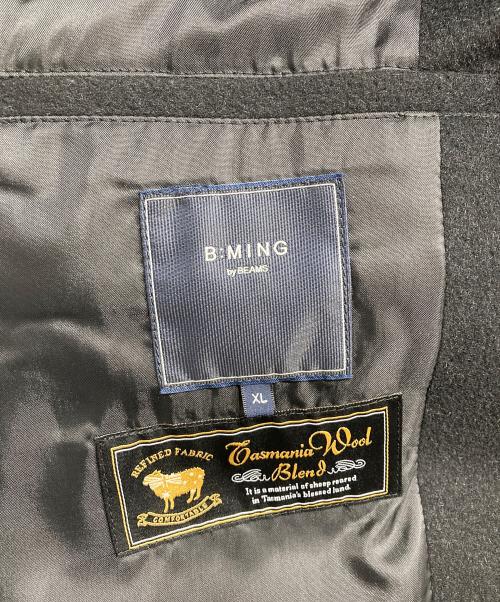 B:MING
by BEAMS
XL
REFINED FABRIC
COMFORTABLE
Tasmania Wool
Blend
It is a material of sheep reared
in Tasmania's blessed land.